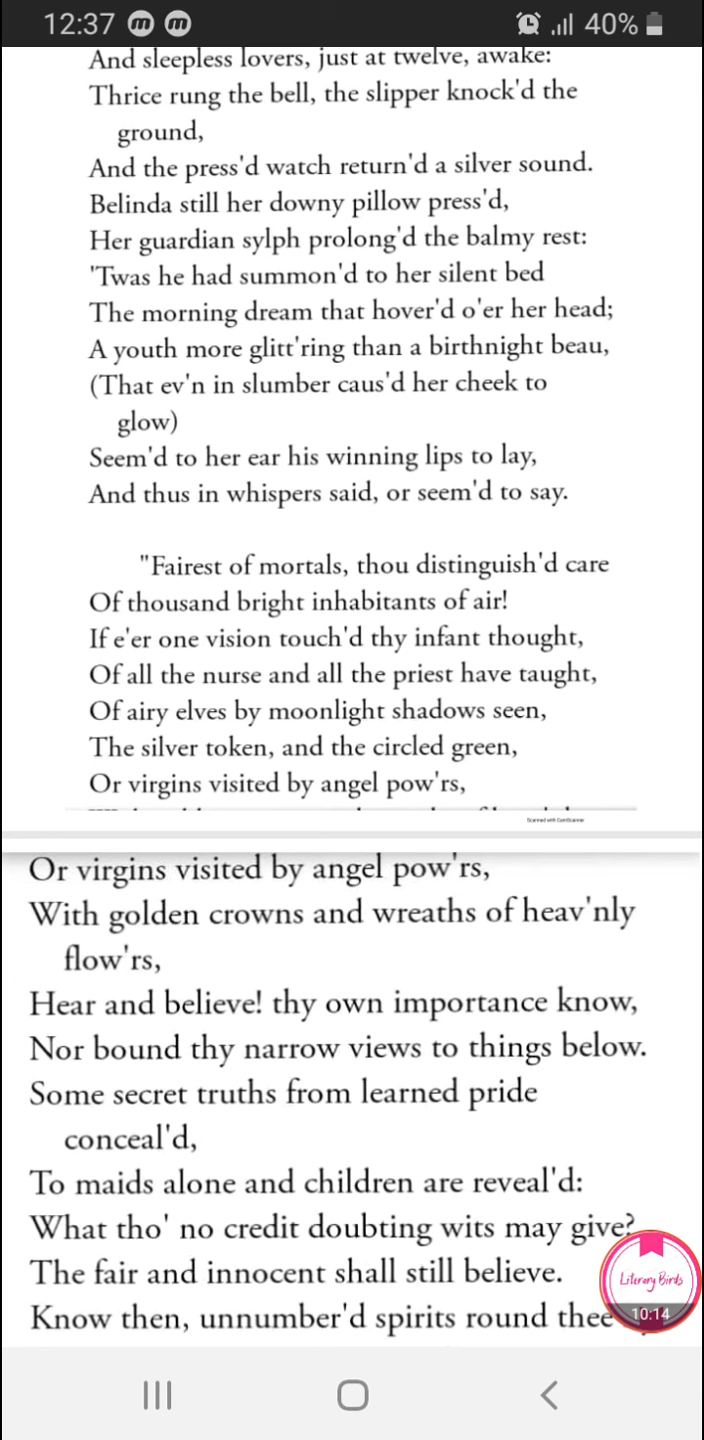 12:37 m m 40%
And sleepless lovers, just at twelve, awake:
Thrice rung the bell, the slipper knock'd the
ground,
And the press'd watch return'd a silver sound.
Belinda still her downy pillow press'd,
Her guardian sylph prolong'd the balmy rest:
'Twas he had summon'd to her silent bed
The morning dream that hover'd o'er her head;
A youth more glitt'ring than a birthnight beau,
(That ev'n in slumber caus'd her cheek to
glow)
Seem'd to her ear his winning lips to lay,
And thus in whispers said, or seem'd to say.
"Fairest of mortals, thou distinguish'd care
Of thousand bright inhabitants of air!
If e'er one vision touch'd thy infant thought,
Of all the nurse and all the priest have taught,
Of airy elves by moonlight shadows seen,
The silver token, and the circled green,
Or virgins visited by angel pow'rs,
Scanned with CamScanner
Or virgins visited by angel pow'rs,
With golden crowns and wreaths of heav'nly
flow'rs,
Hear and believe! thy own importance know,
Nor bound thy narrow views to things below.
Some secret truths from learned pride
conceal'd,
To maids alone and children are reveal'd:
What tho' no credit doubting wits may give?
The fair and innocent shall still believe.
Know then, unnumber'd spirits round thee
Literary Birds
10:14